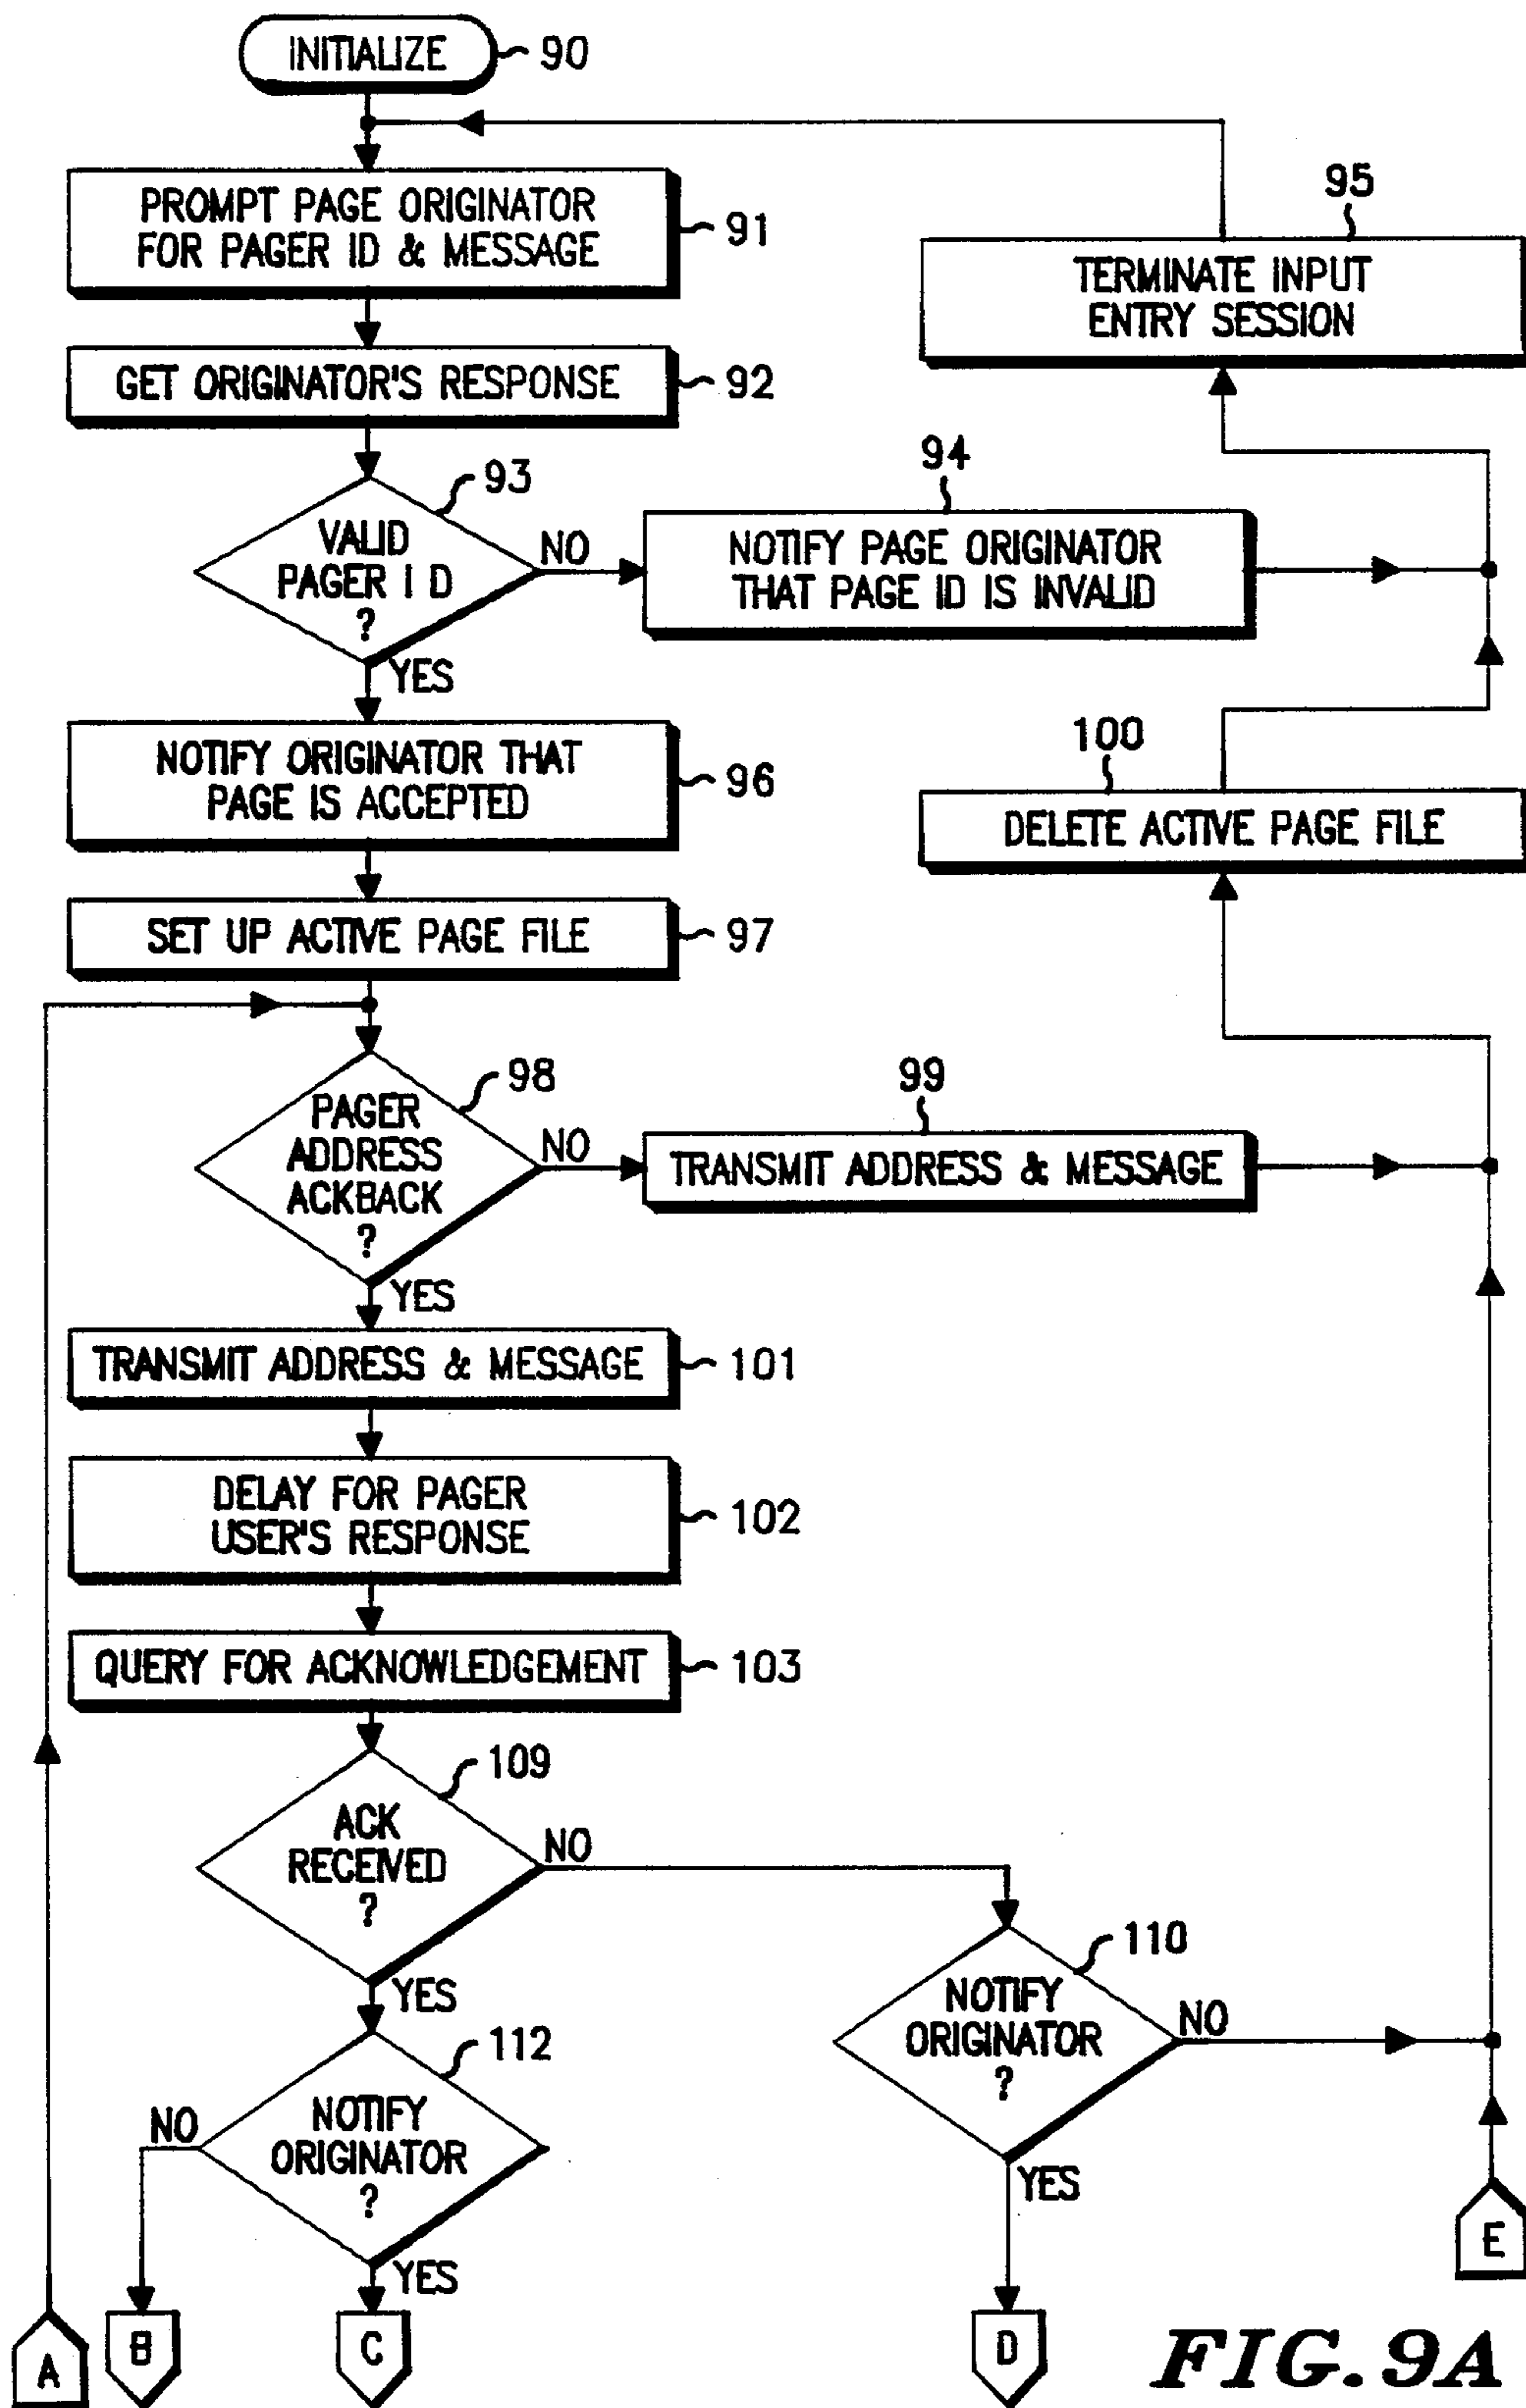 INITIALIZE
90
PROMPT PAGE ORIGINATOR
FOR PAGER ID & MESSAGE
91
95
TERMINATE INPUT
ENTRY SESSION
GET ORIGINATOR'S RESPONSE
92
93
VALID
PAGER I D
?
NO
YES
94
NOTIFY PAGE ORIGINATOR
THAT PAGE ID IS INVALID
NOTIFY ORIGINATOR THAT
PAGE IS ACCEPTED
96
100
DELETE ACTIVE PAGE FILE
SET UP ACTIVE PAGE FILE
97
98
PAGER
ADDRESS
ACKBACK
?
NO
YES
99
TRANSMIT ADDRESS & MESSAGE
TRANSMIT ADDRESS & MESSAGE
101
DELAY FOR PAGER
USER'S RESPONSE
102
QUERY FOR ACKNOWLEDGEMENT
103
109
ACK
RECEIVED
?
NO
YES
110
NOTIFY
ORIGINATOR
?
NO
YES
112
NOTIFY
ORIGINATOR
?
NO
YES
A
B
C
D
E
FIG. 9A